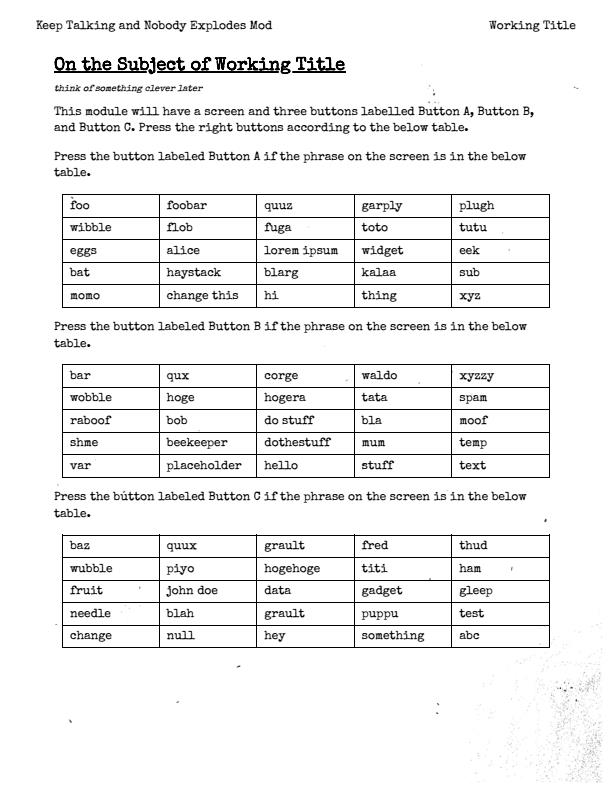 Keep Talking and Nobody Explodes Mod Working Title
On the Subject of Working Title
think of something clever later
This module will have a screen and three buttons labelled Button A, Button B,
and Button C. Press the right buttons according to the below table.
Press the button labeled Button A if the phrase on the screen is in the below
table.
foo foobar quuz garply plugh
wibble flob fuga toto tutu
eggs alice lorem ipsum widget eek
bat haystack blarg kalaa sub
momo change this hi thing xyz
Press the button labeled Button B if the phrase on the screen is in the below
table.
bar qux corge waldo xyzzy
wobble hoge hogera tata spam
raboof bob do stuff bla moof
shme beekeeper dothestuff mum temp
var placeholder hello stuff text
Press the button labeled Button C if the phrase on the screen is in the below
table.
baz quux grault fred thud
wubble piyo hogehoge titi ham
fruit john doe data gadget gleep
needle blah grault puppu test
change null hey something abc